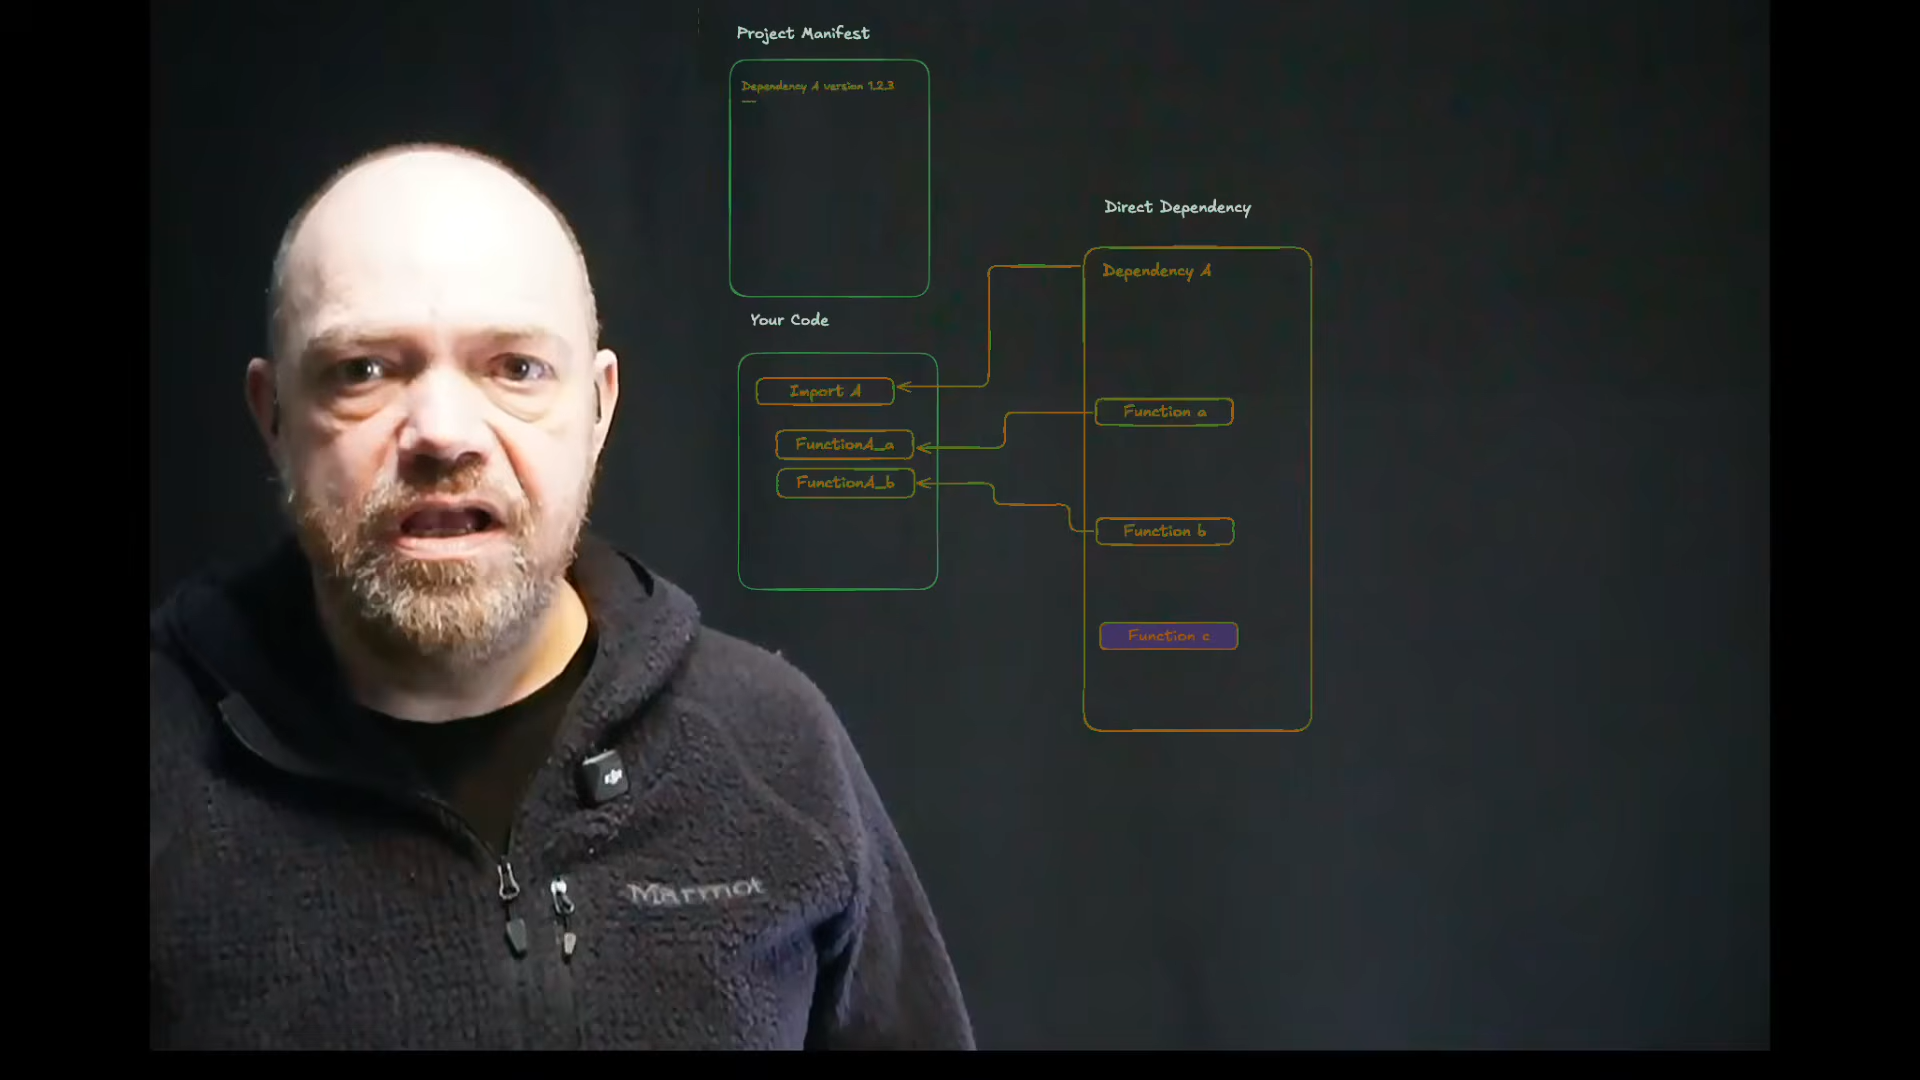 Project Manifest
Dependency A version 1.2.3
---
Your Code
Import A
FunctionA_a
FunctionA_b
Direct Dependency
Dependency A
Function a
Function b
Function c
Marmot
dji